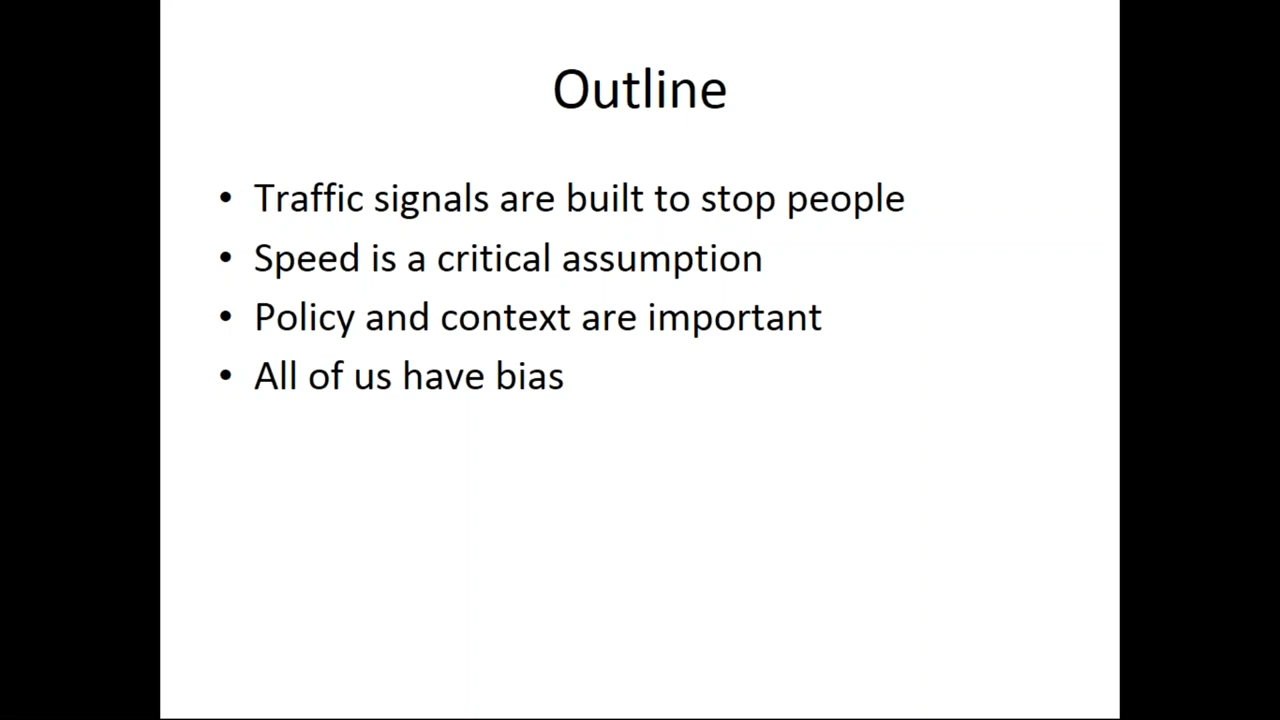 Outline
• Traffic signals are built to stop people
• Speed is a critical assumption
• Policy and context are important
• All of us have bias